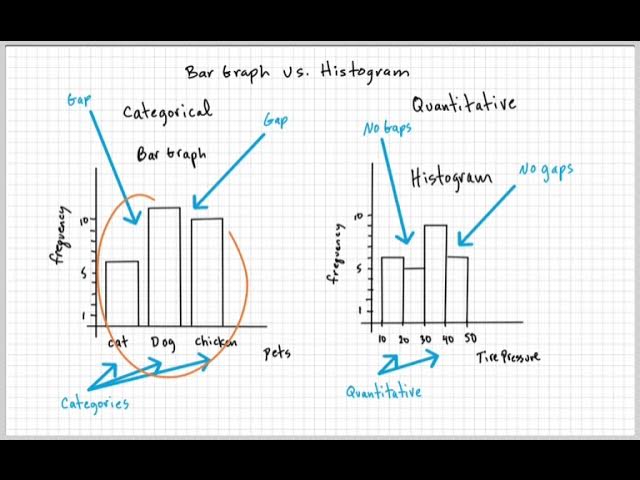 Bar Graph vs. Histogram
Gap
Categorical
Gap
Bar Graph
frequency
10
5
1
cat Dog chicken
Pets
Categories
Quantitative
No Gaps
Histogram
No gaps
frequency
10
5
1
10 20 30 40 50
Tire Pressure
Quantitative